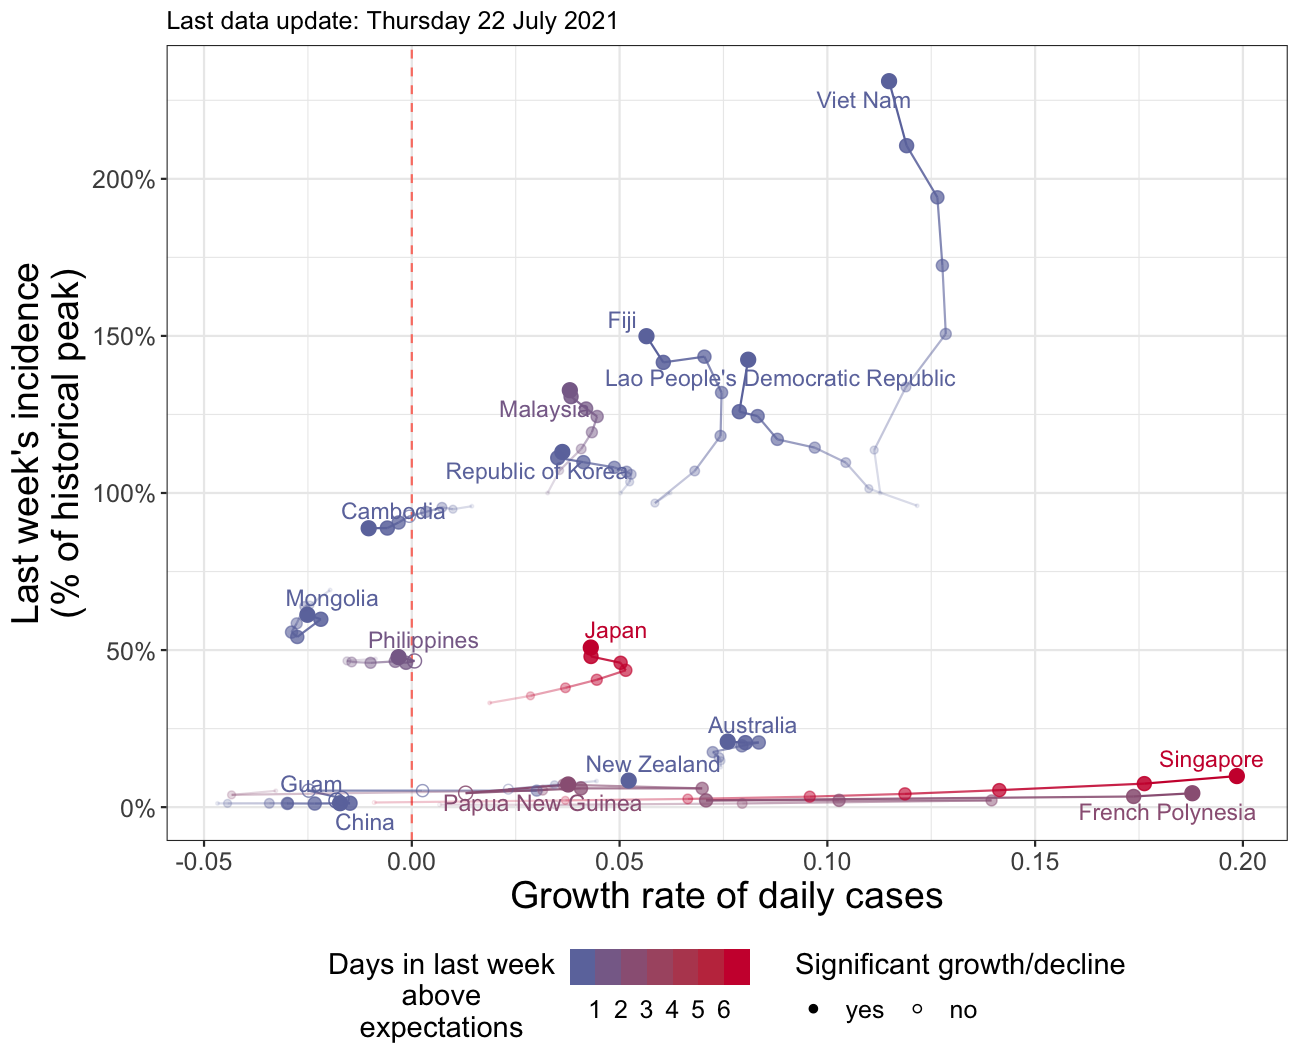 Last data update: Thursday 22 July 2021
Last week's incidence
(% of historical peak)
200%
150%
100%
50%
0%
Viet Nam
Fiji
Lao People's Democratic Republic
Malaysia
Republic of Korea
Cambodia
Mongolia
Philippines
Japan
Australia
New Zealand
Singapore
Guam
Papua New Guinea
French Polynesia
China
-0.05
0.00
0.05
0.10
0.15
0.20
Growth rate of daily cases
Days in last week
above
expectations
1 2 3 4 5 6
Significant growth/decline
yes
no